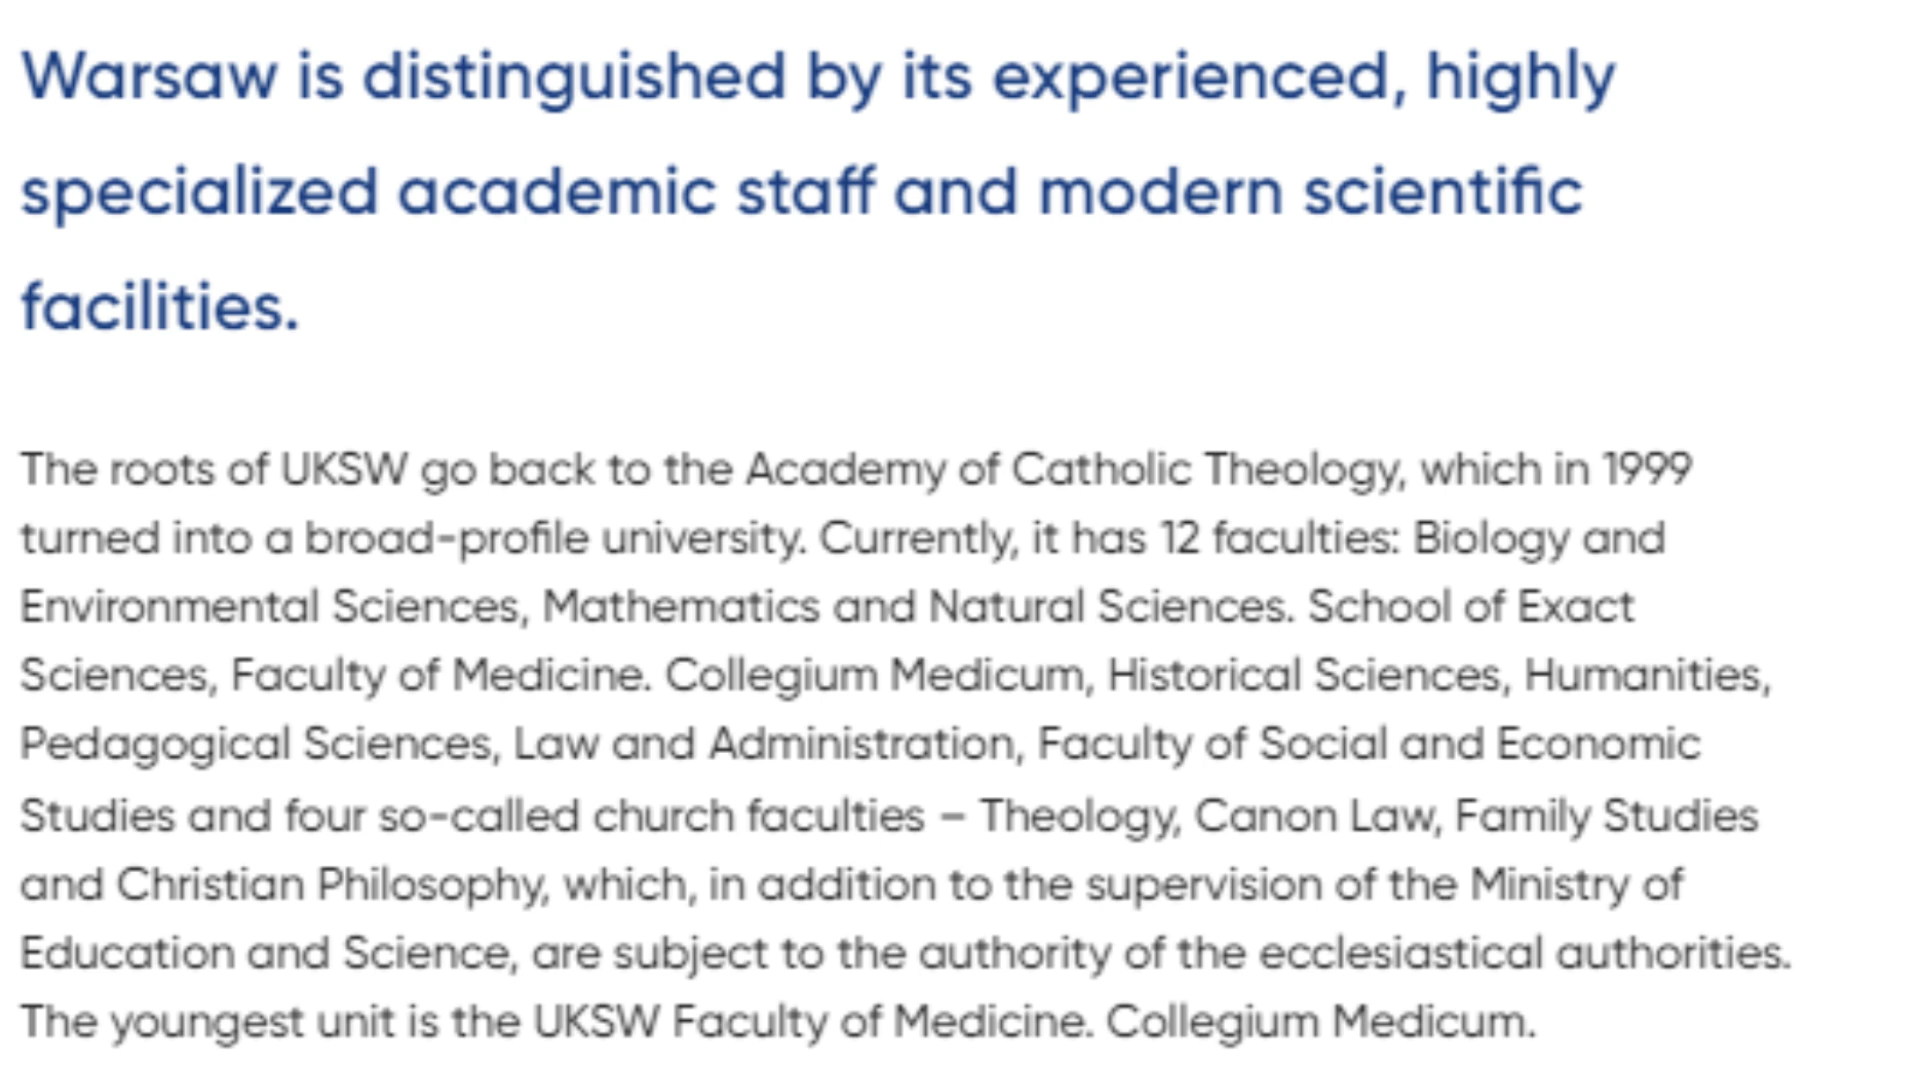 Warsaw is distinguished by its experienced, highly
specialized academic staff and modern scientific
facilities.
The roots of UKSW go back to the Academy of Catholic Theology, which in 1999
turned into a broad-profile university. Currently, it has 12 faculties: Biology and
Environmental Sciences, Mathematics and Natural Sciences. School of Exact
Sciences, Faculty of Medicine. Collegium Medicum, Historical Sciences, Humanities,
Pedagogical Sciences, Law and Administration, Faculty of Social and Economic
Studies and four so-called church faculties – Theology, Canon Law, Family Studies
and Christian Philosophy, which, in addition to the supervision of the Ministry of
Education and Science, are subject to the authority of the ecclesiastical authorities.
The youngest unit is the UKSW Faculty of Medicine. Collegium Medicum.